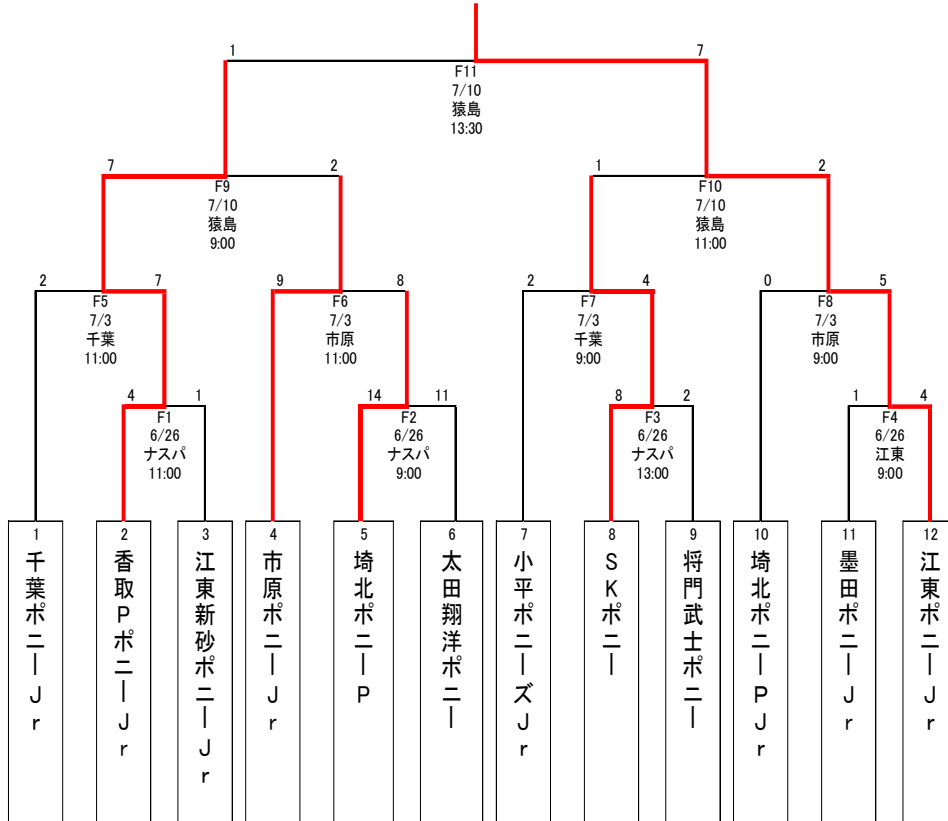 1 7
F11
7/10
猿島
13:30
7 2 1 2
F9 F10
7/10 7/10
猿島 猿島
9:00 11:00
2 7 9 8 2 4 0 5
F5 F6 F7 F8
7/3 7/3 7/3 7/3
千葉 市原 千葉 市原
11:00 11:00 9:00 9:00
4 1 14 11 8 2 1 4
F1 F2 F3 F4
6/26 6/26 6/26 6/26
ナスパ ナスパ ナスパ 江東
11:00 9:00 13:00 9:00
1 2 3 4 5 6 7 8 9 10 11 12
千葉ポニーJr
香取PポニーJr
江東新砂ポニーJr
市原ポニーJr
埼北ポニーP
太田翔洋ポニー
小平ポニーズJr
SKポニー
将門武士ポニー
埼北ポニーPJr
墨田ポニーJr
江東ポニーJr